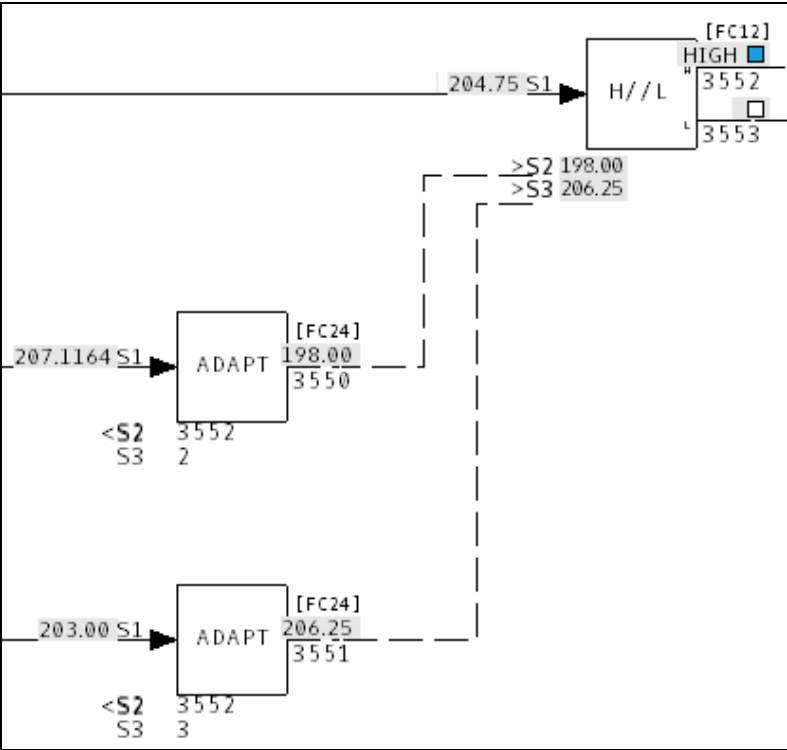 [FC12]
HIGH
204.75 S1
H//L
H
3552
L
3553
>S2 198.00
>S3 206.25
[FC24]
207.1164 S1
ADAPT
198.00
3550
<S2 3552
S3 2
[FC24]
203.00 S1
ADAPT
206.25
3551
<S2 3552
S3 3